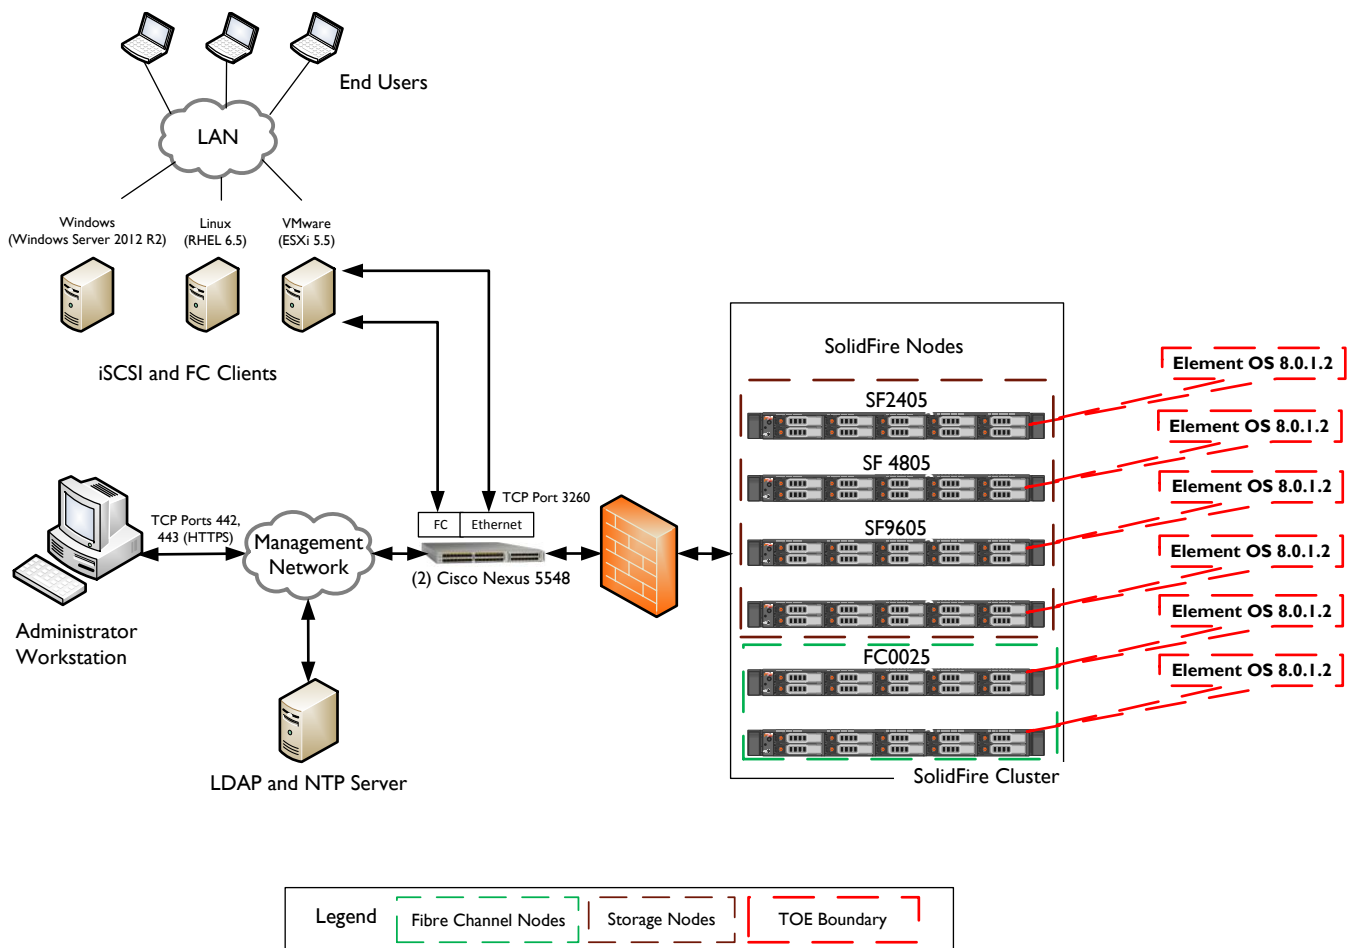 End Users
LAN
Windows
(Windows Server 2012 R2)
Linux
(RHEL 6.5)
VMware
(ESXi 5.5)
iSCSI and FC Clients
TCP Ports 442,
443 (HTTPS)
Administrator
Workstation
Management
Network
LDAP and NTP Server
TCP Port 3260
FC
Ethernet
(2) Cisco Nexus 5548
SolidFire Nodes
SF2405
SF 4805
SF9605
FC0025
SolidFire Cluster
Element OS 8.0.1.2
Element OS 8.0.1.2
Element OS 8.0.1.2
Element OS 8.0.1.2
Element OS 8.0.1.2
Element OS 8.0.1.2
Legend
Fibre Channel Nodes
Storage Nodes
TOE Boundary